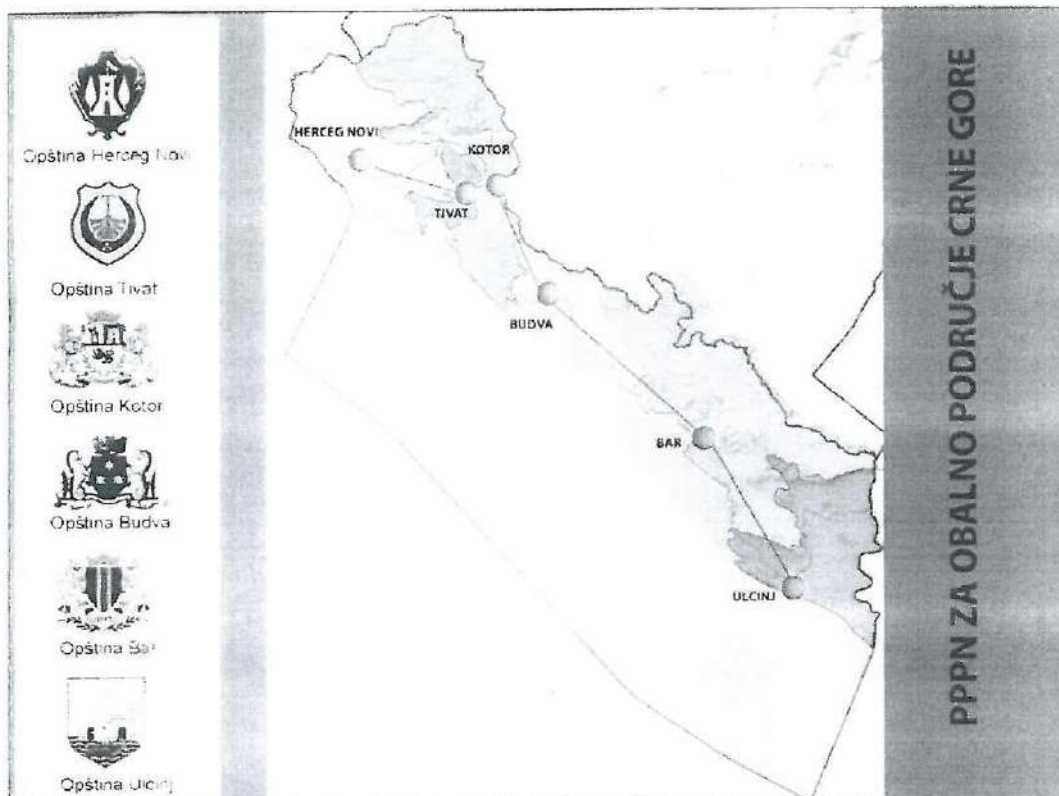 Opština Herceg Novi
Opština Tivat
Opština Kotor
Opština Budva
Opština Bar
Opština Ulcinj
HERCEG NOVI
KOTOR
TIVAT
BUDVA
BAR
ULCINJ
PPPN ZA OBALNO PODRUČJE CRNE GORE